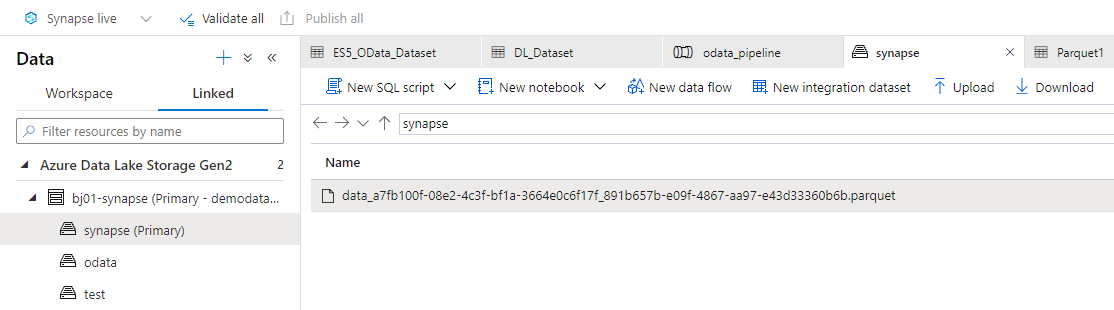 Synapse live Validate all Publish all
Data
Workspace Linked
Filter resources by name
Azure Data Lake Storage Gen2 2
bj01-synapse (Primary - demodata...
synapse (Primary)
odata
test
ES5_OData_Dataset DL_Dataset odata_pipeline synapse Parquet1
New SQL script New notebook New data flow New integration dataset Upload Download
synapse
Name
data_a7fb100f-08e2-4c3f-bf1a-3664e0c6f17f_891b657b-e09f-4867-aa97-e43d33360b6b.parquet